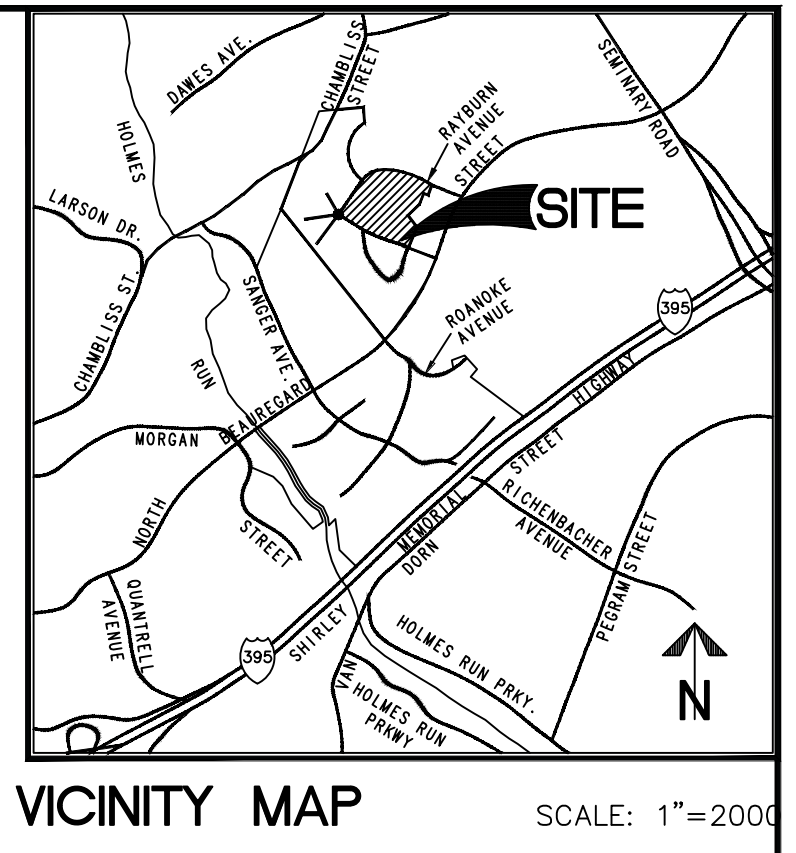 DAWES AVE.
CHAMBLISS
STREET
HOLMES
RAYBURN
AVENUE
STREET
SEMINARY ROAD
SITE
LARSON DR.
CHAMBLISS ST.
SANGER AVE.
ROANOKE
AVENUE
395
RUN
HIGHWAY
BEAUREGARD
MORGAN
STREET
MEMORIAL
RICHENBACHER
AVENUE
NORTH
STREET
DORN
PEGRAM STREET
QUANTRELL
AVENUE
SHIRLEY
395
HOLMES RUN PRKY.
VAN
HOLMES RUN
PRKWY
N
VICINITY MAP
SCALE: 1"=2000